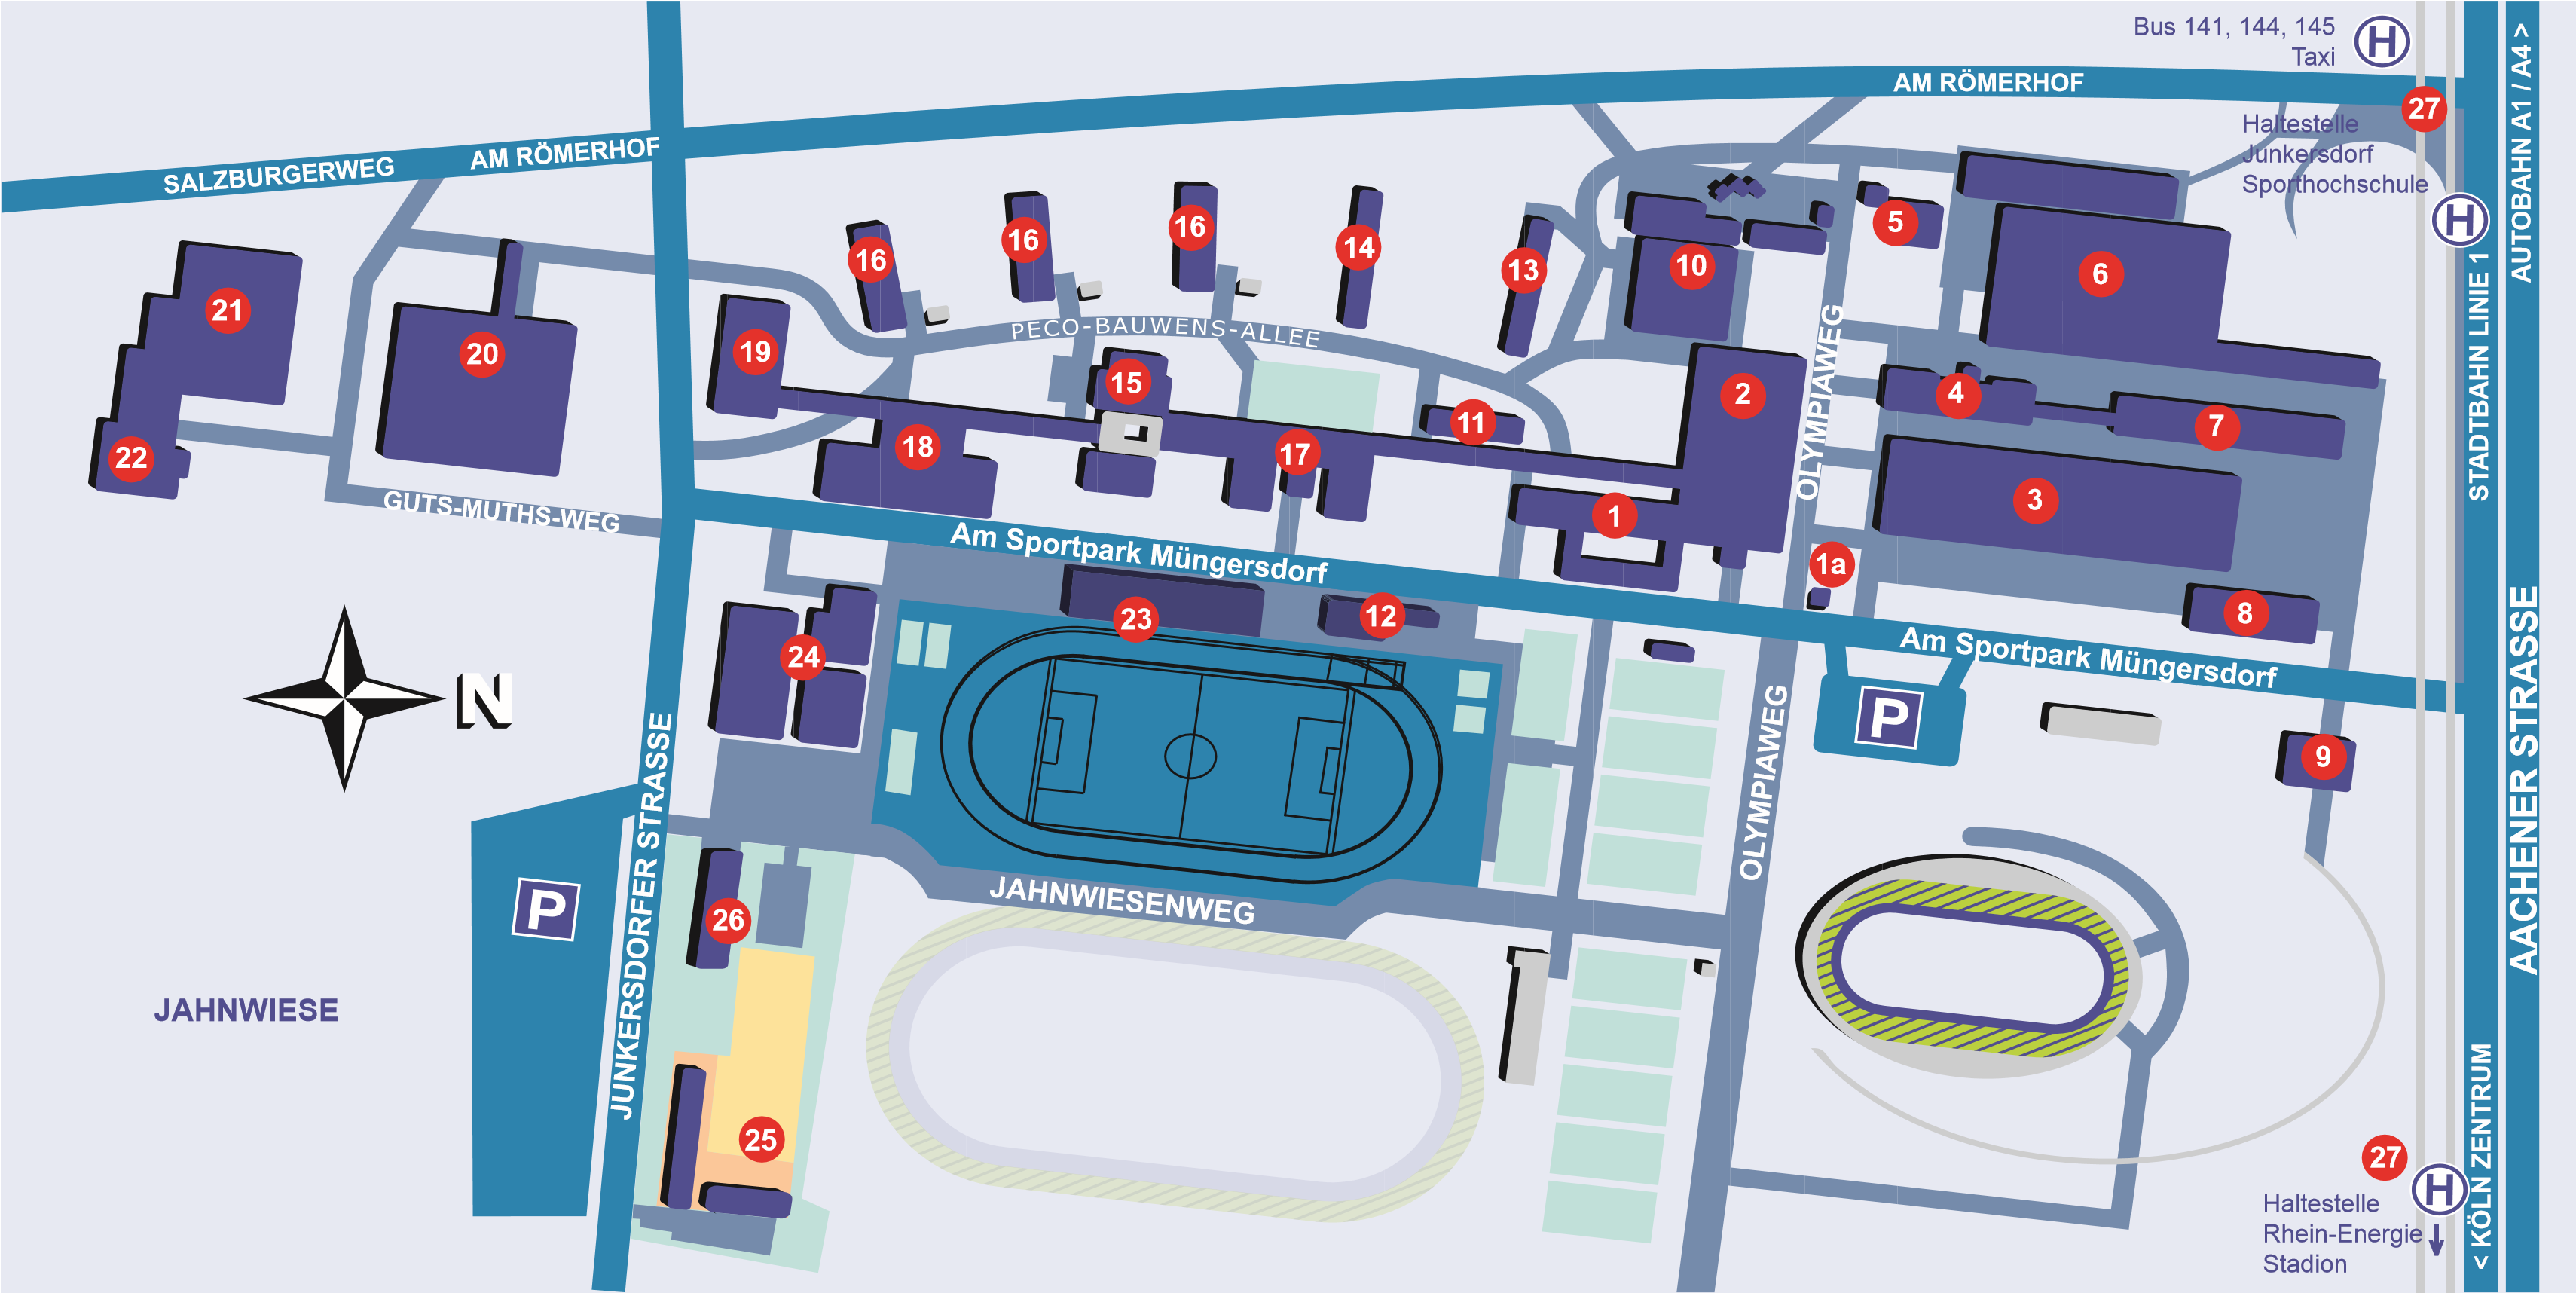 Bus 141, 144, 145
Taxi
H
AM RÖMERHOF
27
AUTOBAHN A1 / A4 >
Haltestelle
Junkersdorf
Sporthochschule
H
SALZBURGERWEG
AM RÖMERHOF
16
16
16
14
13
10
5
6
21
20
19
PECO-BAUWENS-ALLEE
15
11
2
OLYMPIAWEG
4
7
STADTBAHN LINIE 1
22
18
17
1
3
GUTS-MUTHS-WEG
Am Sportpark Müngersdorf
1a
8
23
12
24
Am Sportpark Müngersdorf
N
P
9
OLYMPIAWEG
AACHENER STRASSE
JUNKERSDORFER STRASSE
JAHNWIESENWEG
P
26
JAHNWIESE
25
27
H
Haltestelle
Rhein-Energie
Stadion
< KÖLN ZENTRUM